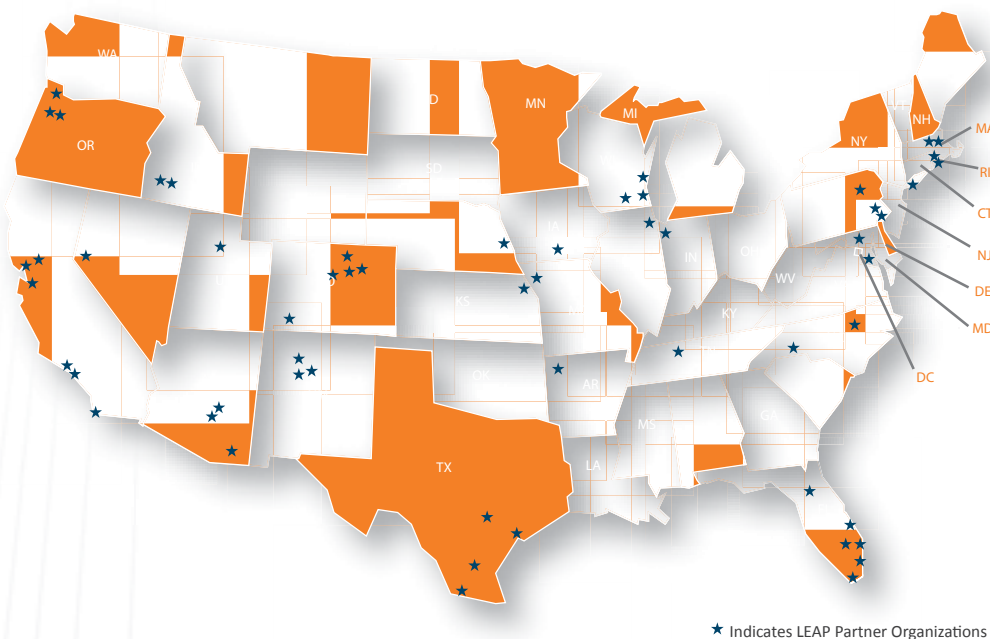 WA
MN
MI
NH
NY
MA
OR
RI
SD
CT
IA
NJ
IN
DE
WV
KS
KY
MD
OK
AR
DC
MS
GA
TX
LA
★ Indicates LEAP Partner Organizations